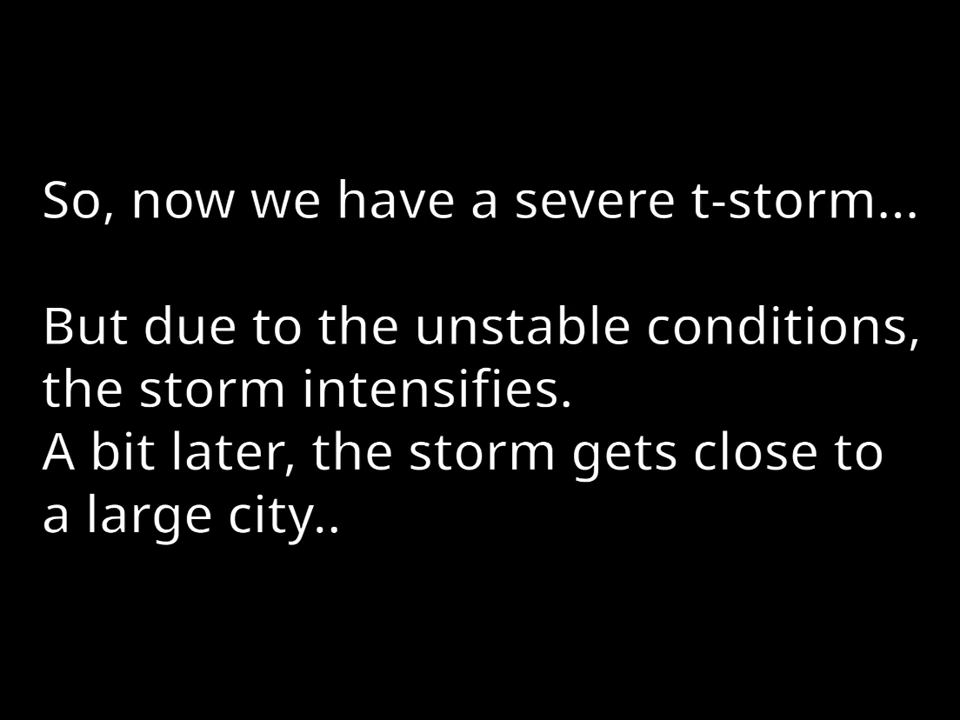 So, now we have a severe t-storm...
But due to the unstable conditions,
the storm intensifies.
A bit later, the storm gets close to
a large city..